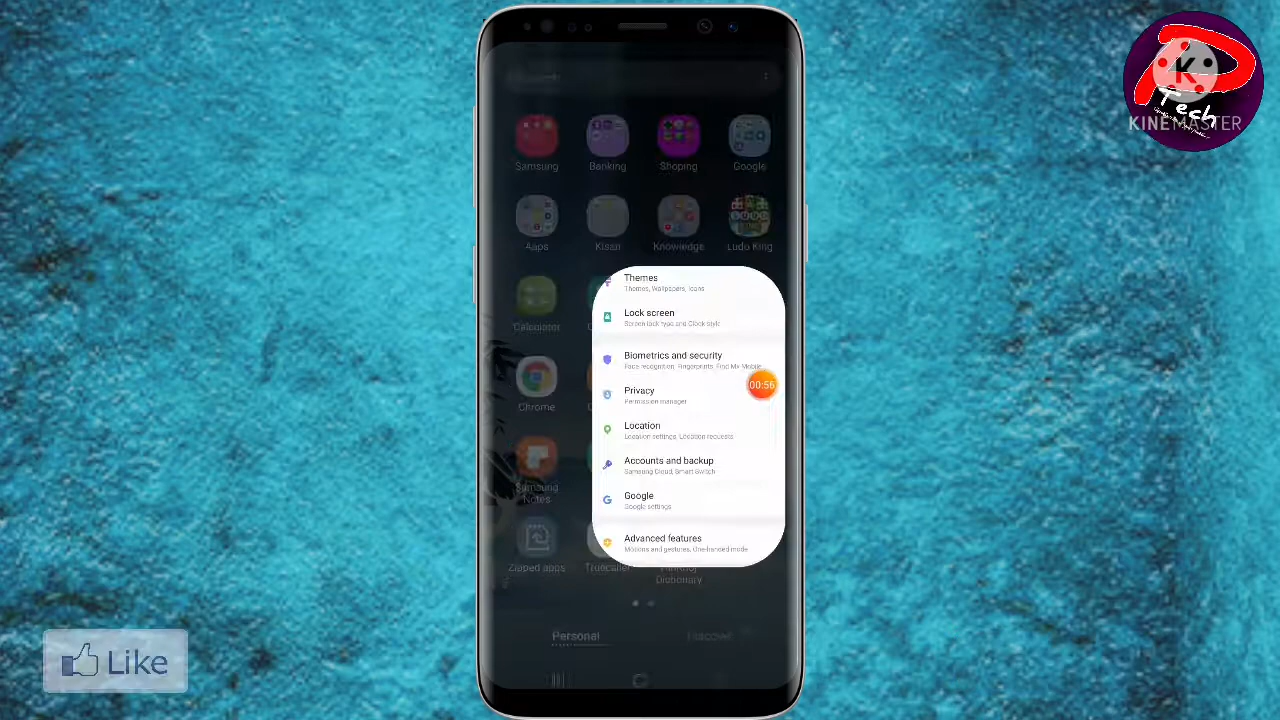 Tech
KINEMASTER
Samsung
Banking
Shoping
Google
Aaps
Kisan
Knowledge
Ludo King
Themes
Themes, Wallpapers, Icons
Calculator
Lock screen
Screen lock type and Clock style
Biometrics and security
Face recognition, Fingerprints, Find My Mobile
00:56
Privacy
Permission manager
Chrome
Location
Location settings, Location requests
Accounts and backup
Samsung Cloud, Smart Switch
Samsung
Notes
Google
Google settings
Advanced features
Motions and gestures, One-handed mode
Zipped apps
Truecaller
Dictionary
Personal
Discover
Like